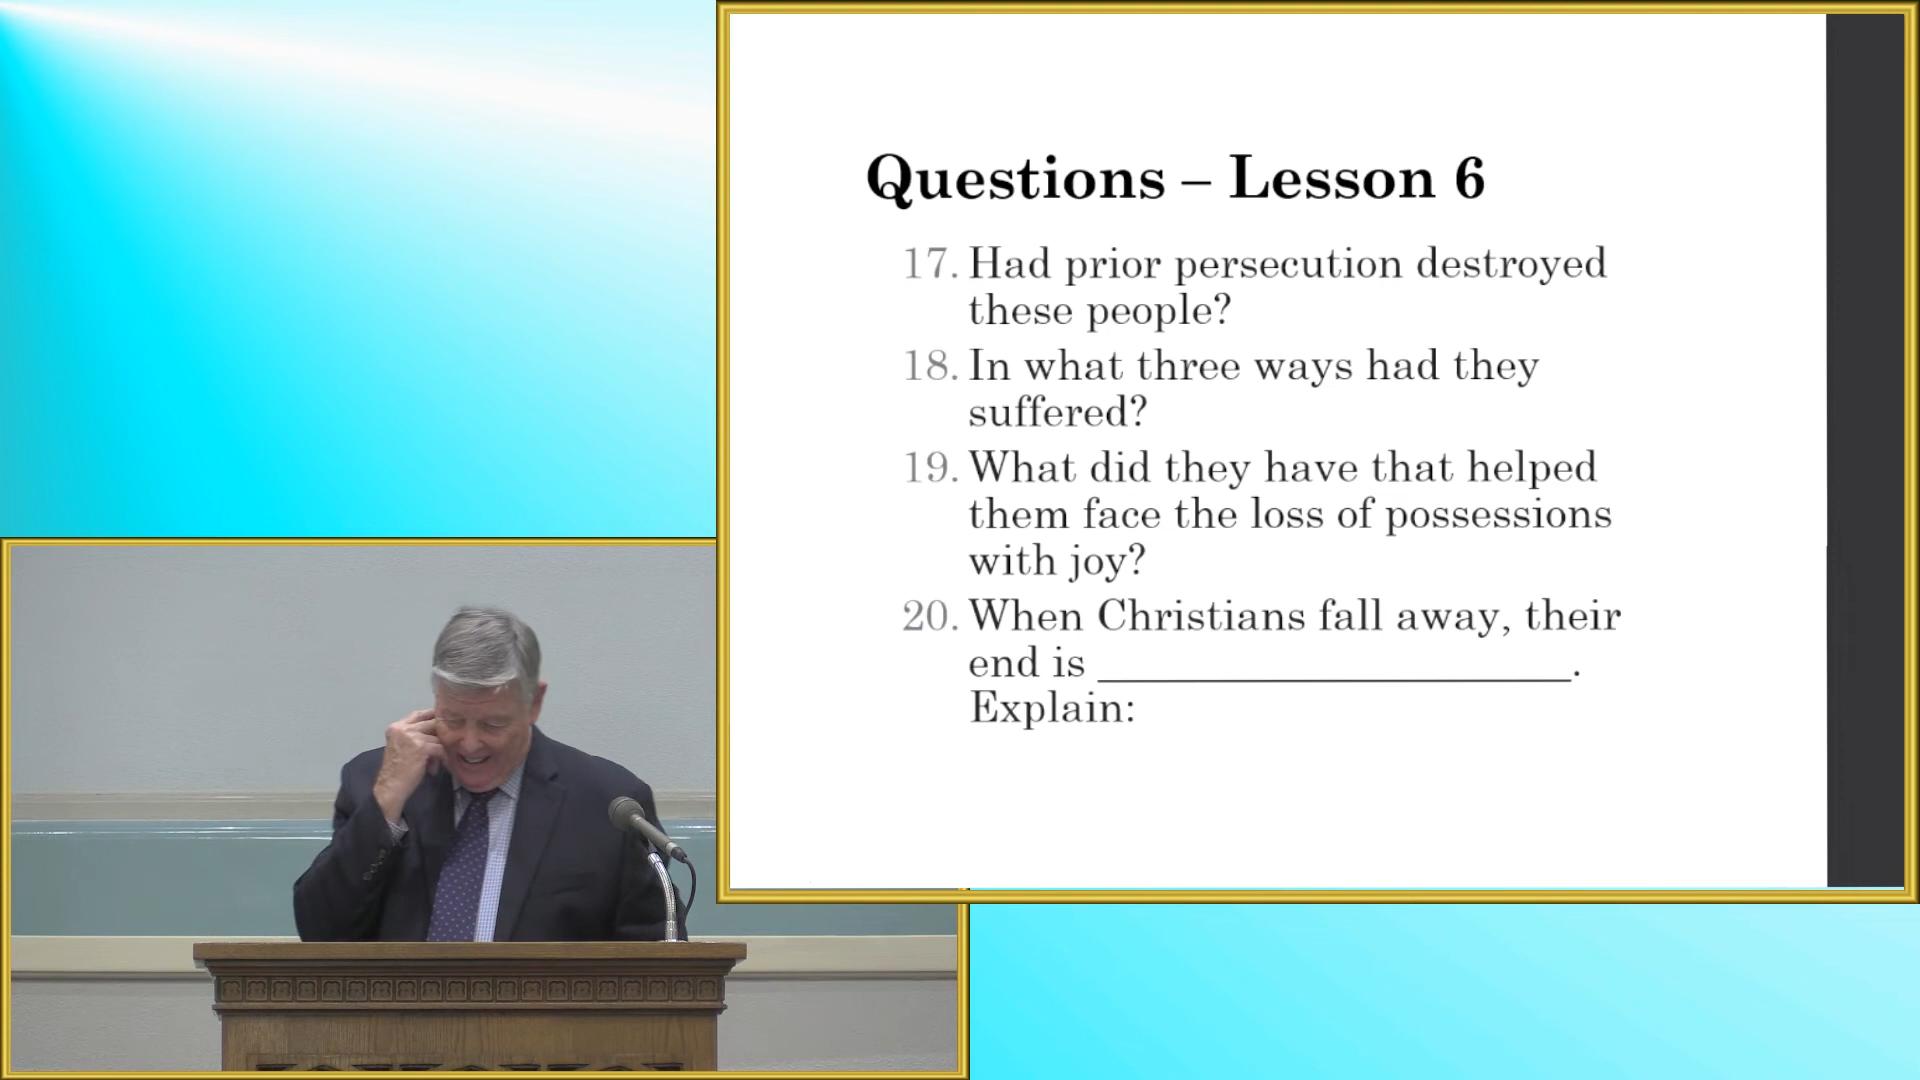 Questions – Lesson 6
17. Had prior persecution destroyed
these people?
18. In what three ways had they
suffered?
19. What did they have that helped
them face the loss of possessions
with joy?
20. When Christians fall away, their
end is ____________________.
Explain: